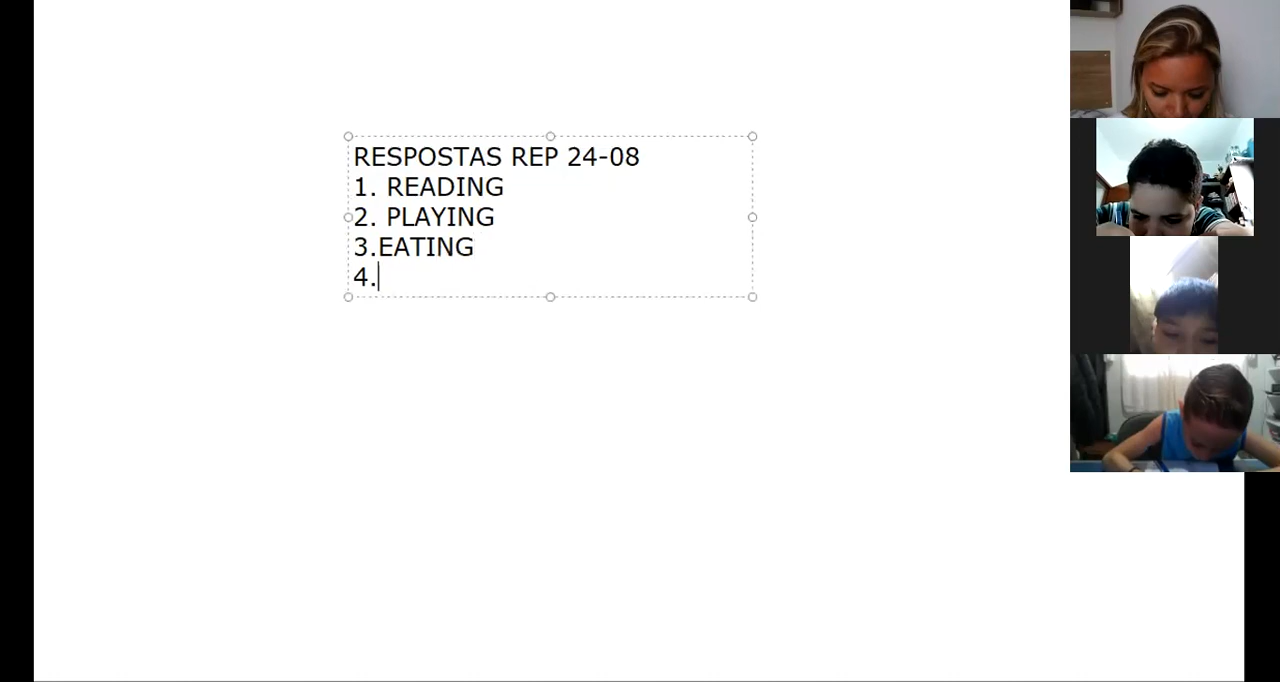 RESPOSTAS REP 24-08
1. READING
2. PLAYING
3.EATING
4.